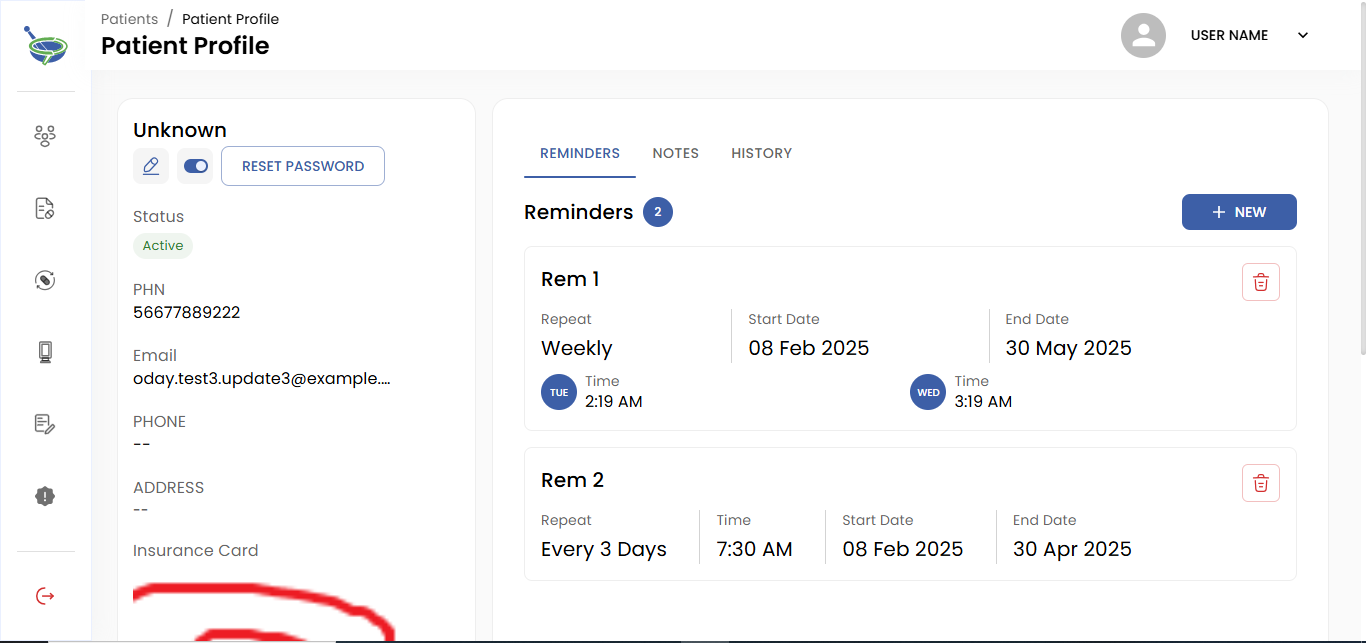 Patients / Patient Profile
Patient Profile
USER NAME
Unknown
RESET PASSWORD
Status
Active
PHN
56677889222
Email
oday.test3.update3@example....
PHONE
--
ADDRESS
--
Insurance Card
REMINDERS NOTES HISTORY
Reminders 2
+ NEW
Rem 1
Repeat Start Date End Date
Weekly 08 Feb 2025 30 May 2025
TUE Time 2:19 AM
WED Time 3:19 AM
Rem 2
Repeat Time Start Date End Date
Every 3 Days 7:30 AM 08 Feb 2025 30 Apr 2025